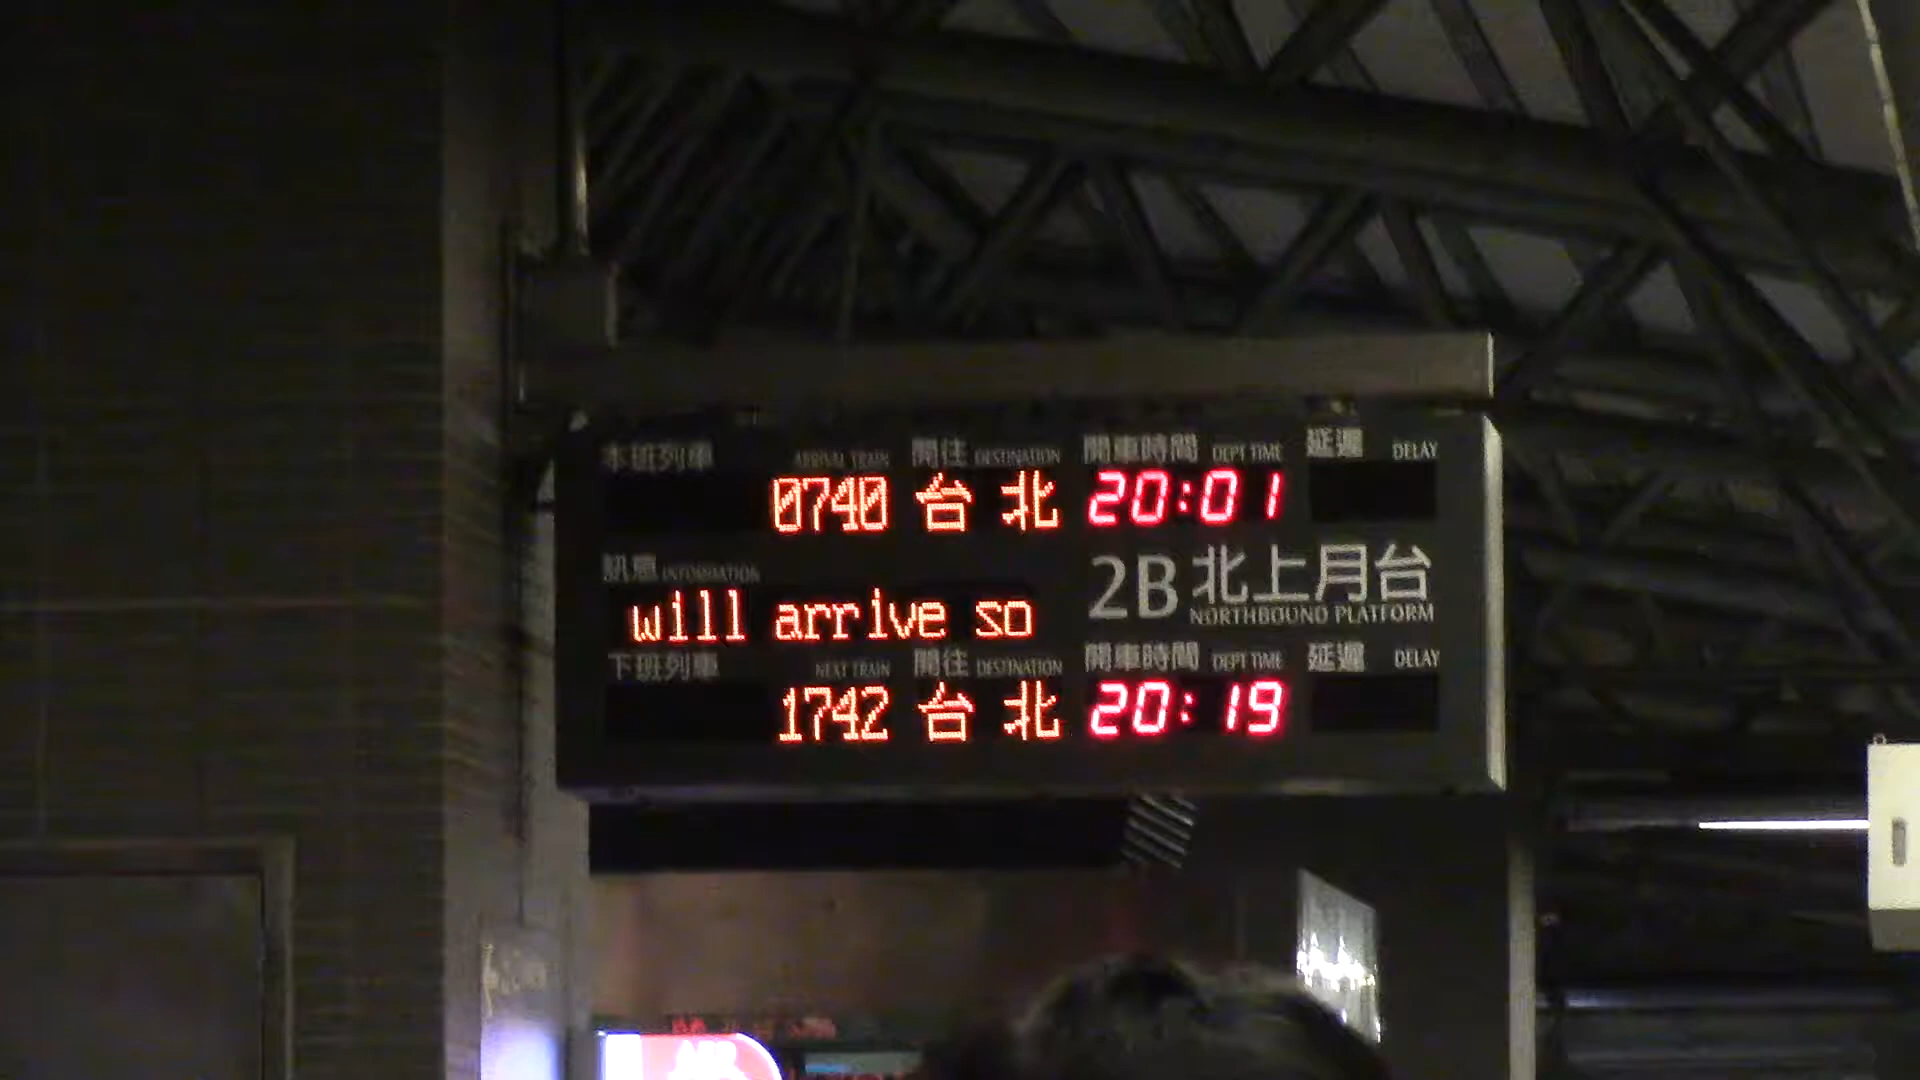 本班列車 ARRIVAL TRAIN 開往 DESTINATION 開車時間 DEPT TIME 延遲 DELAY
0740 台北 20:01
訊息 INFORMATION
will arrive so
2B 北上月台
NORTHBOUND PLATFORM
下班列車 NEXT TRAIN 開往 DESTINATION 開車時間 DEPT TIME 延遲 DELAY
1742 台北 20:19